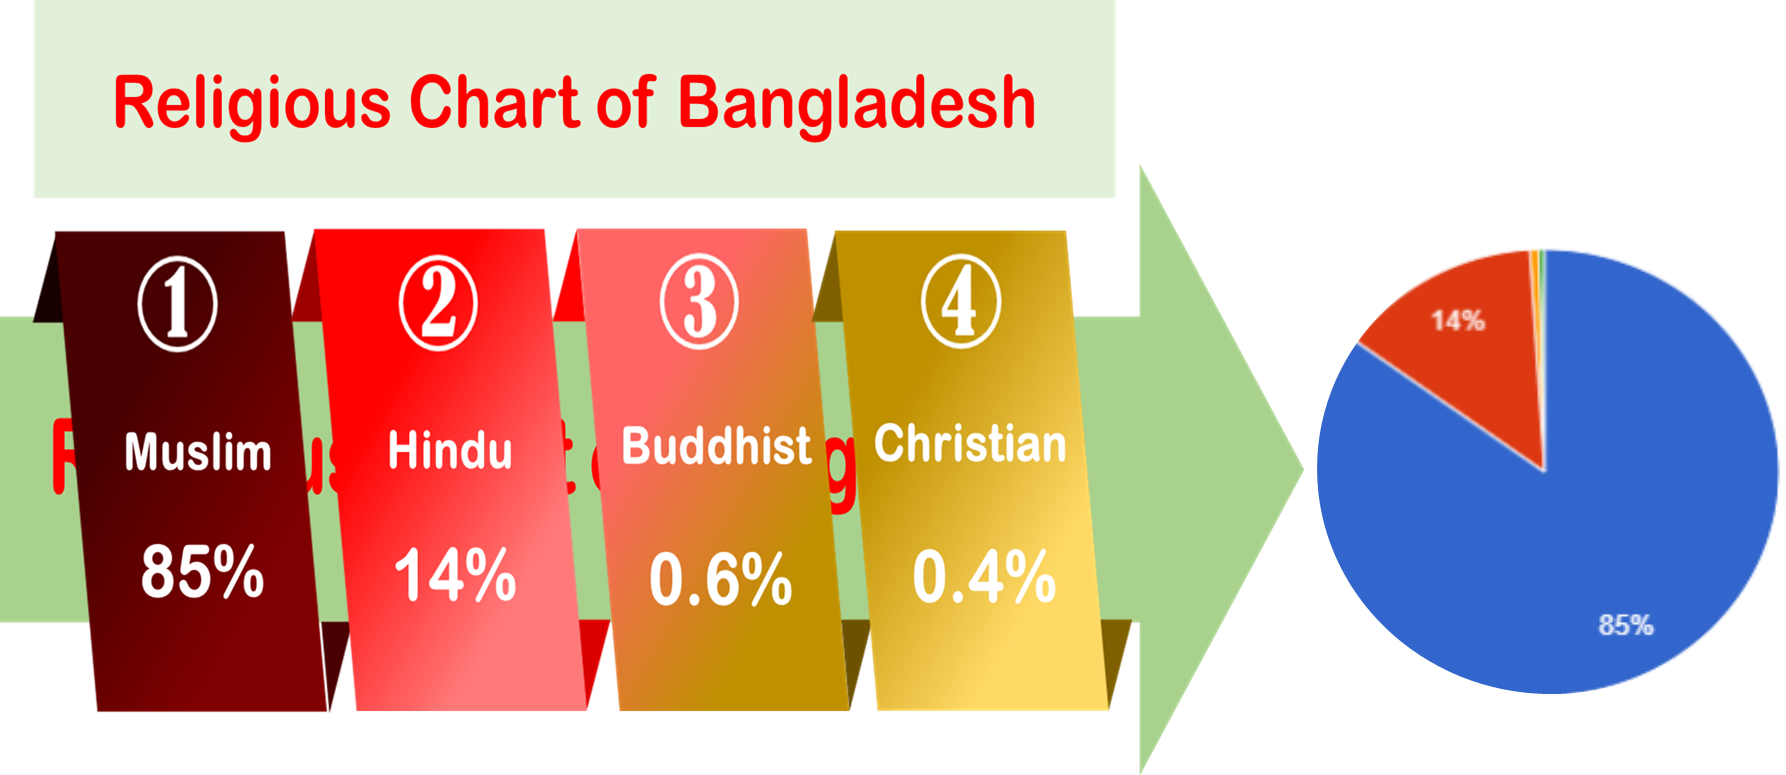 Religious Chart of Bangladesh
1
Muslim
85%
2
Hindu
14%
3
Buddhist
0.6%
4
Christian
0.4%
14%
85%